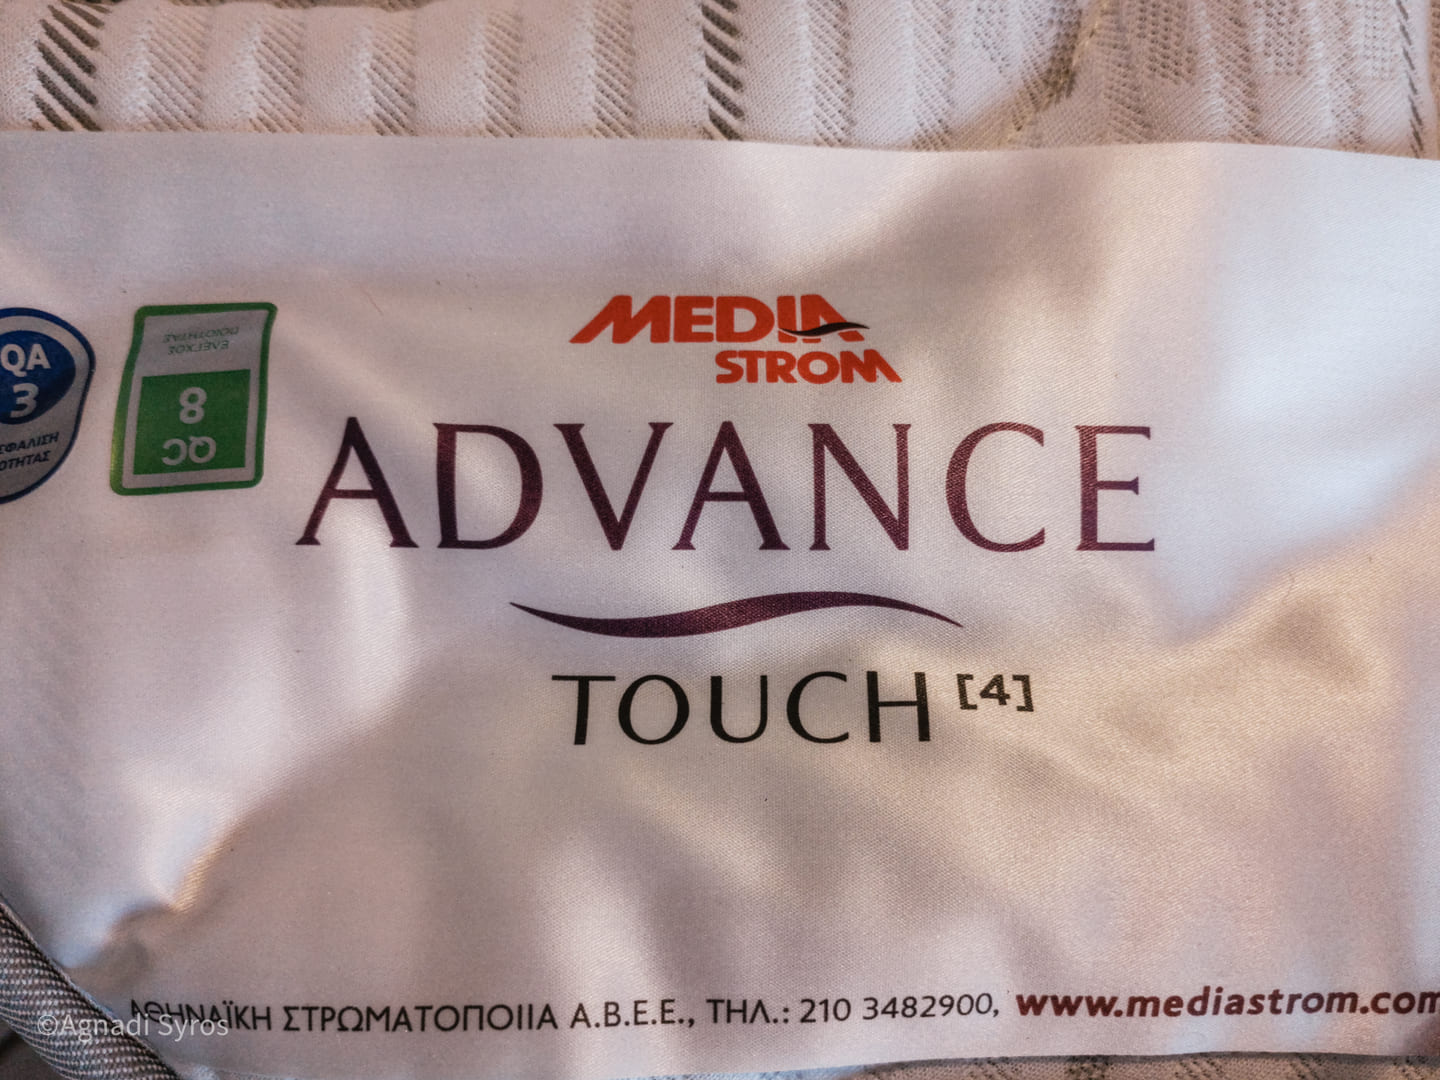 MEDIA
STROM
ADVANCE
TOUCH [4]
QA
3
ΕΛΕΓΧΟΣ
ΠΟΙΟΤΗΤΑΣ
8
QC
ΑΘΗΝΑΪΚΗ ΣΤΡΩΜΑΤΟΠΟΙΙΑ Α.Β.Ε.Ε., ΤΗΛ.: 210 3482900, www.mediastrom.com
©Agnadi Syros